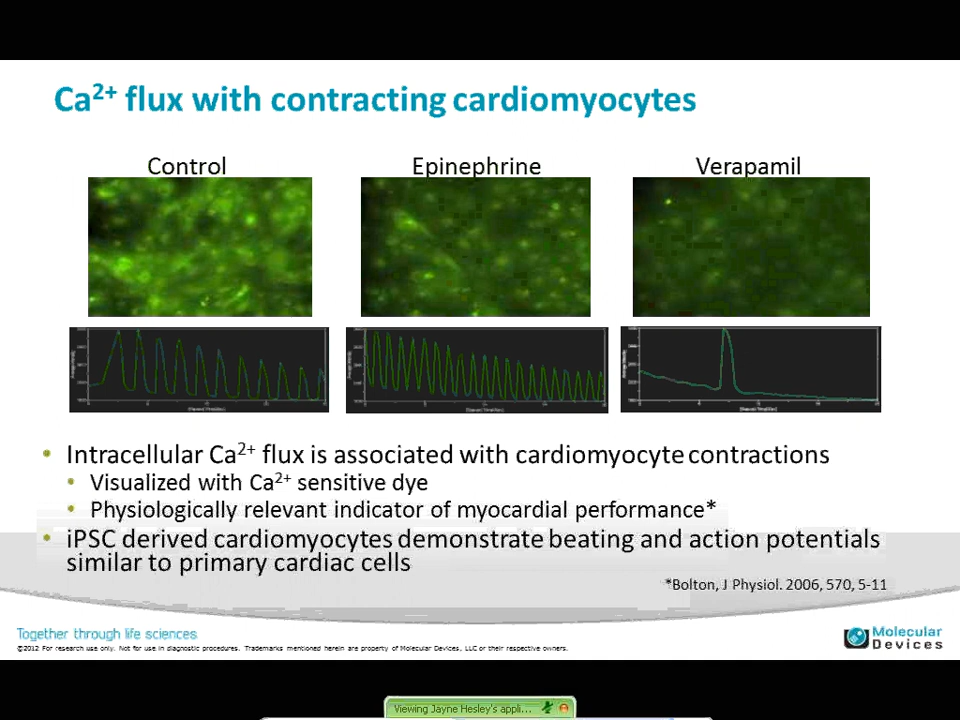 Ca²⁺ flux with contracting cardiomyocytes
Control
Epinephrine
Verapamil
• Intracellular Ca²⁺ flux is associated with cardiomyocyte contractions
• Visualized with Ca²⁺ sensitive dye
• Physiologically relevant indicator of myocardial performance*
• iPSC derived cardiomyocytes demonstrate beating and action potentials
similar to primary cardiac cells
*Bolton, J Physiol. 2006, 570, 5-11
Together through life sciences
Molecular
Devices
©2012 For research use only. Not for use in diagnostic procedures. Trademarks mentioned herein are property of Molecular Devices, LLC or their respective owners.
Viewing Jayne Hesley's appli...